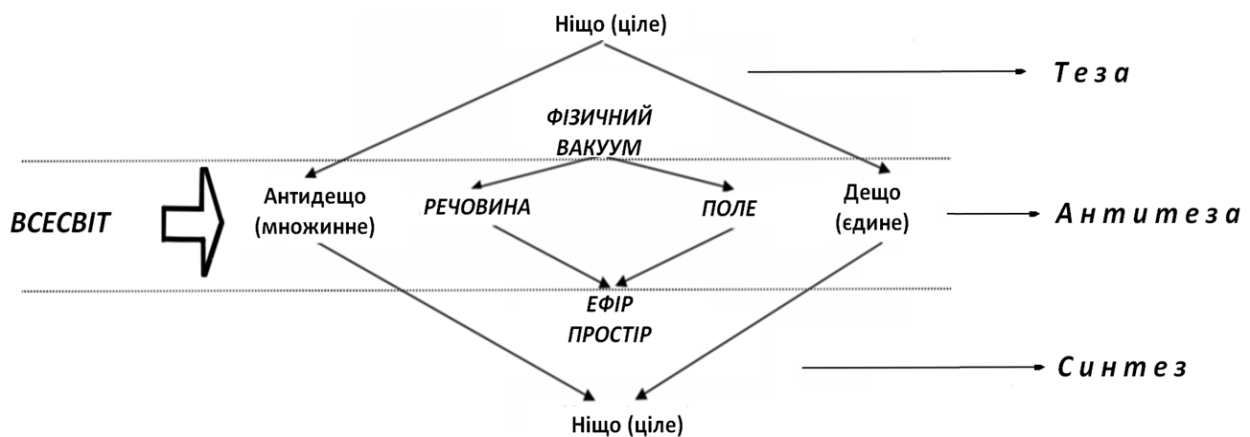 Ніщо (ціле)
Теза
ФІЗИЧНИЙ
ВАКУУМ
ВСЕСВІТ
Антидещо
(множинне)
РЕЧОВИНА
ПОЛЕ
Дещо
(єдине)
Антитеза
ЕФІР
ПРОСТІР
Синтез
Ніщо (ціле)